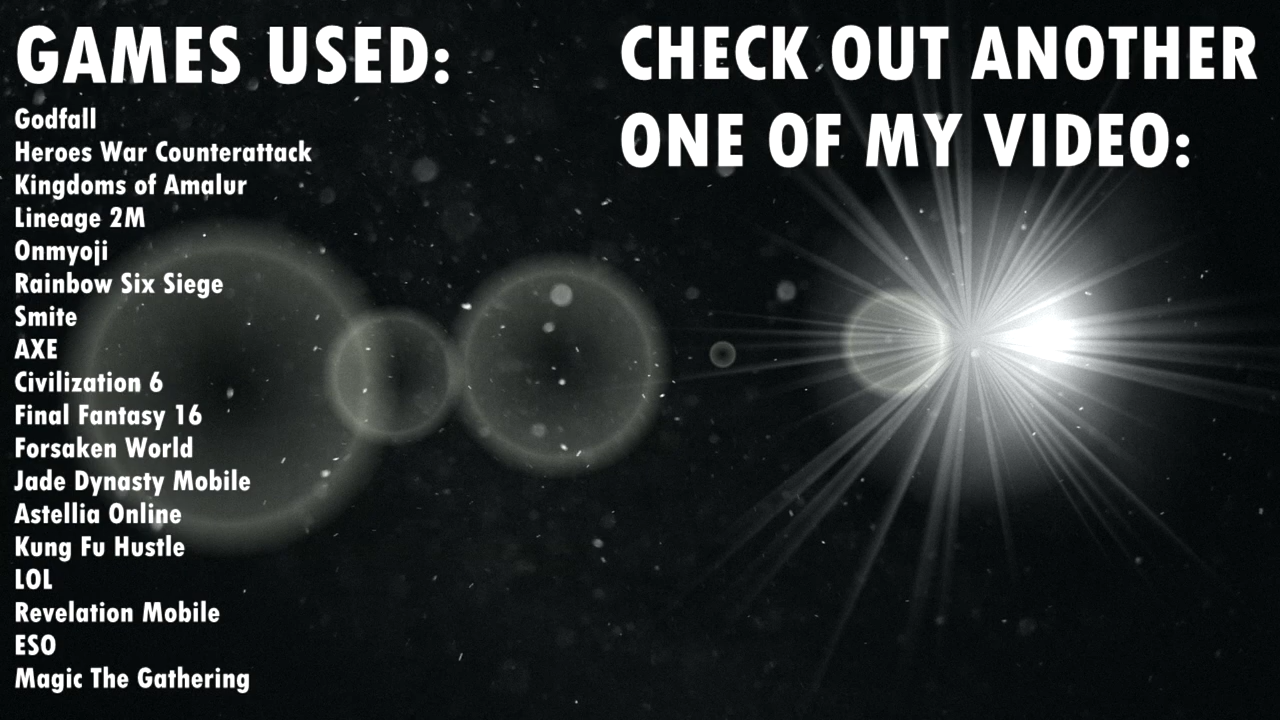 GAMES USED:
Godfall
Heroes War Counterattack
Kingdoms of Amalur
Lineage 2M
Onmyoji
Rainbow Six Siege
Smite
AXE
Civilization 6
Final Fantasy 16
Forsaken World
Jade Dynasty Mobile
Astellia Online
Kung Fu Hustle
LOL
Revelation Mobile
ESO
Magic The Gathering
CHECK OUT ANOTHER
ONE OF MY VIDEO: